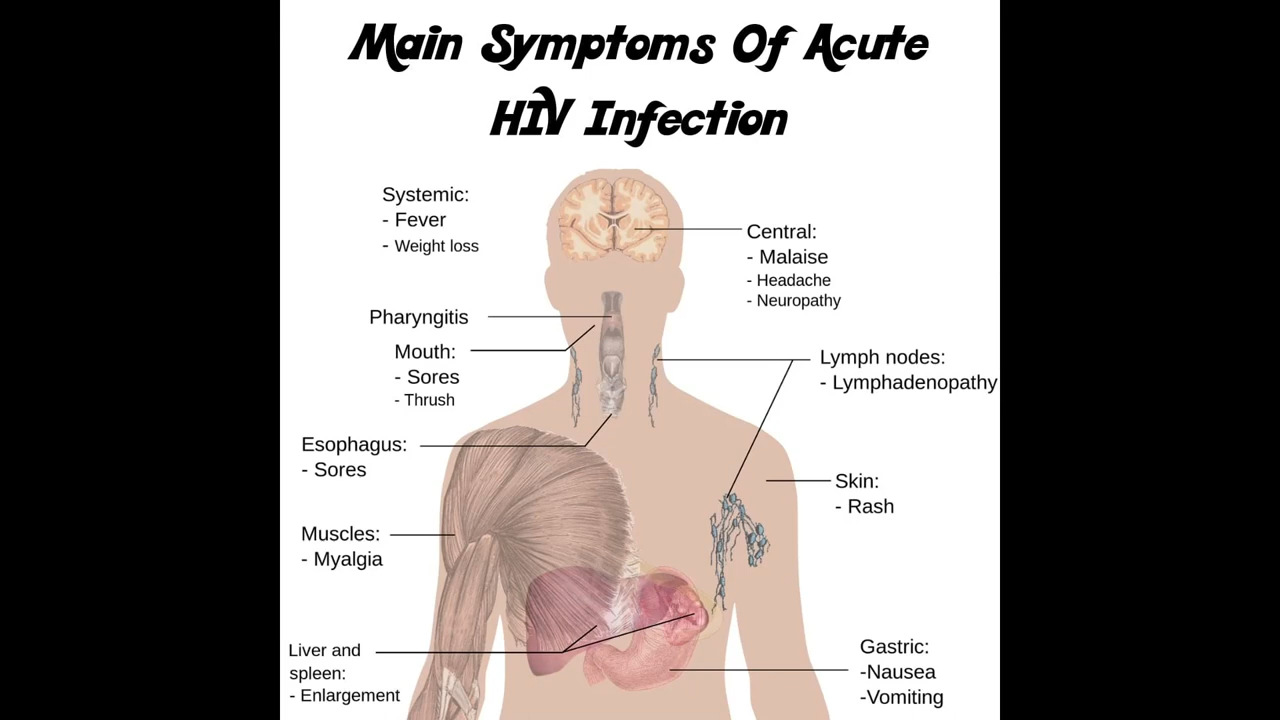 Main Symptoms Of Acute
HIV Infection
Systemic:
- Fever
- Weight loss
Central:
- Malaise
- Headache
- Neuropathy
Pharyngitis
Mouth:
- Sores
- Thrush
Lymph nodes:
- Lymphadenopathy
Esophagus:
- Sores
Skin:
- Rash
Muscles:
- Myalgia
Liver and
spleen:
- Enlargement
Gastric:
-Nausea
-Vomiting